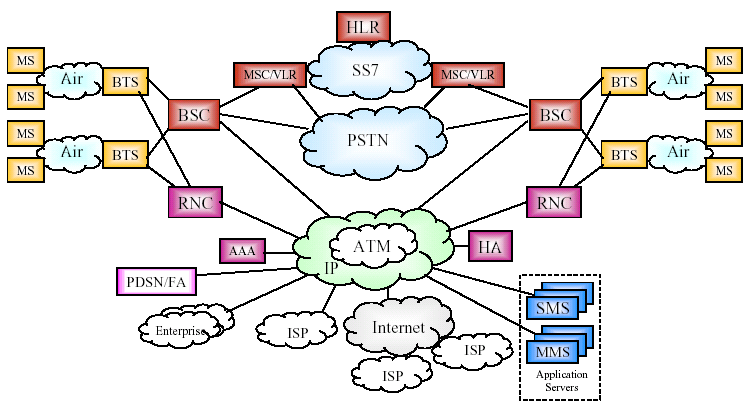 HLR
MS
MS
Air
BTS
MSC/VLR
SS7
MSC/VLR
BTS
Air
MS
MS
BSC
PSTN
BSC
MS
MS
Air
BTS
BTS
Air
MS
MS
RNC
RNC
AAA
ATM
IP
HA
PDSN/FA
Enterprise
ISP
Internet
ISP
ISP
SMS
MMS
Application
Servers